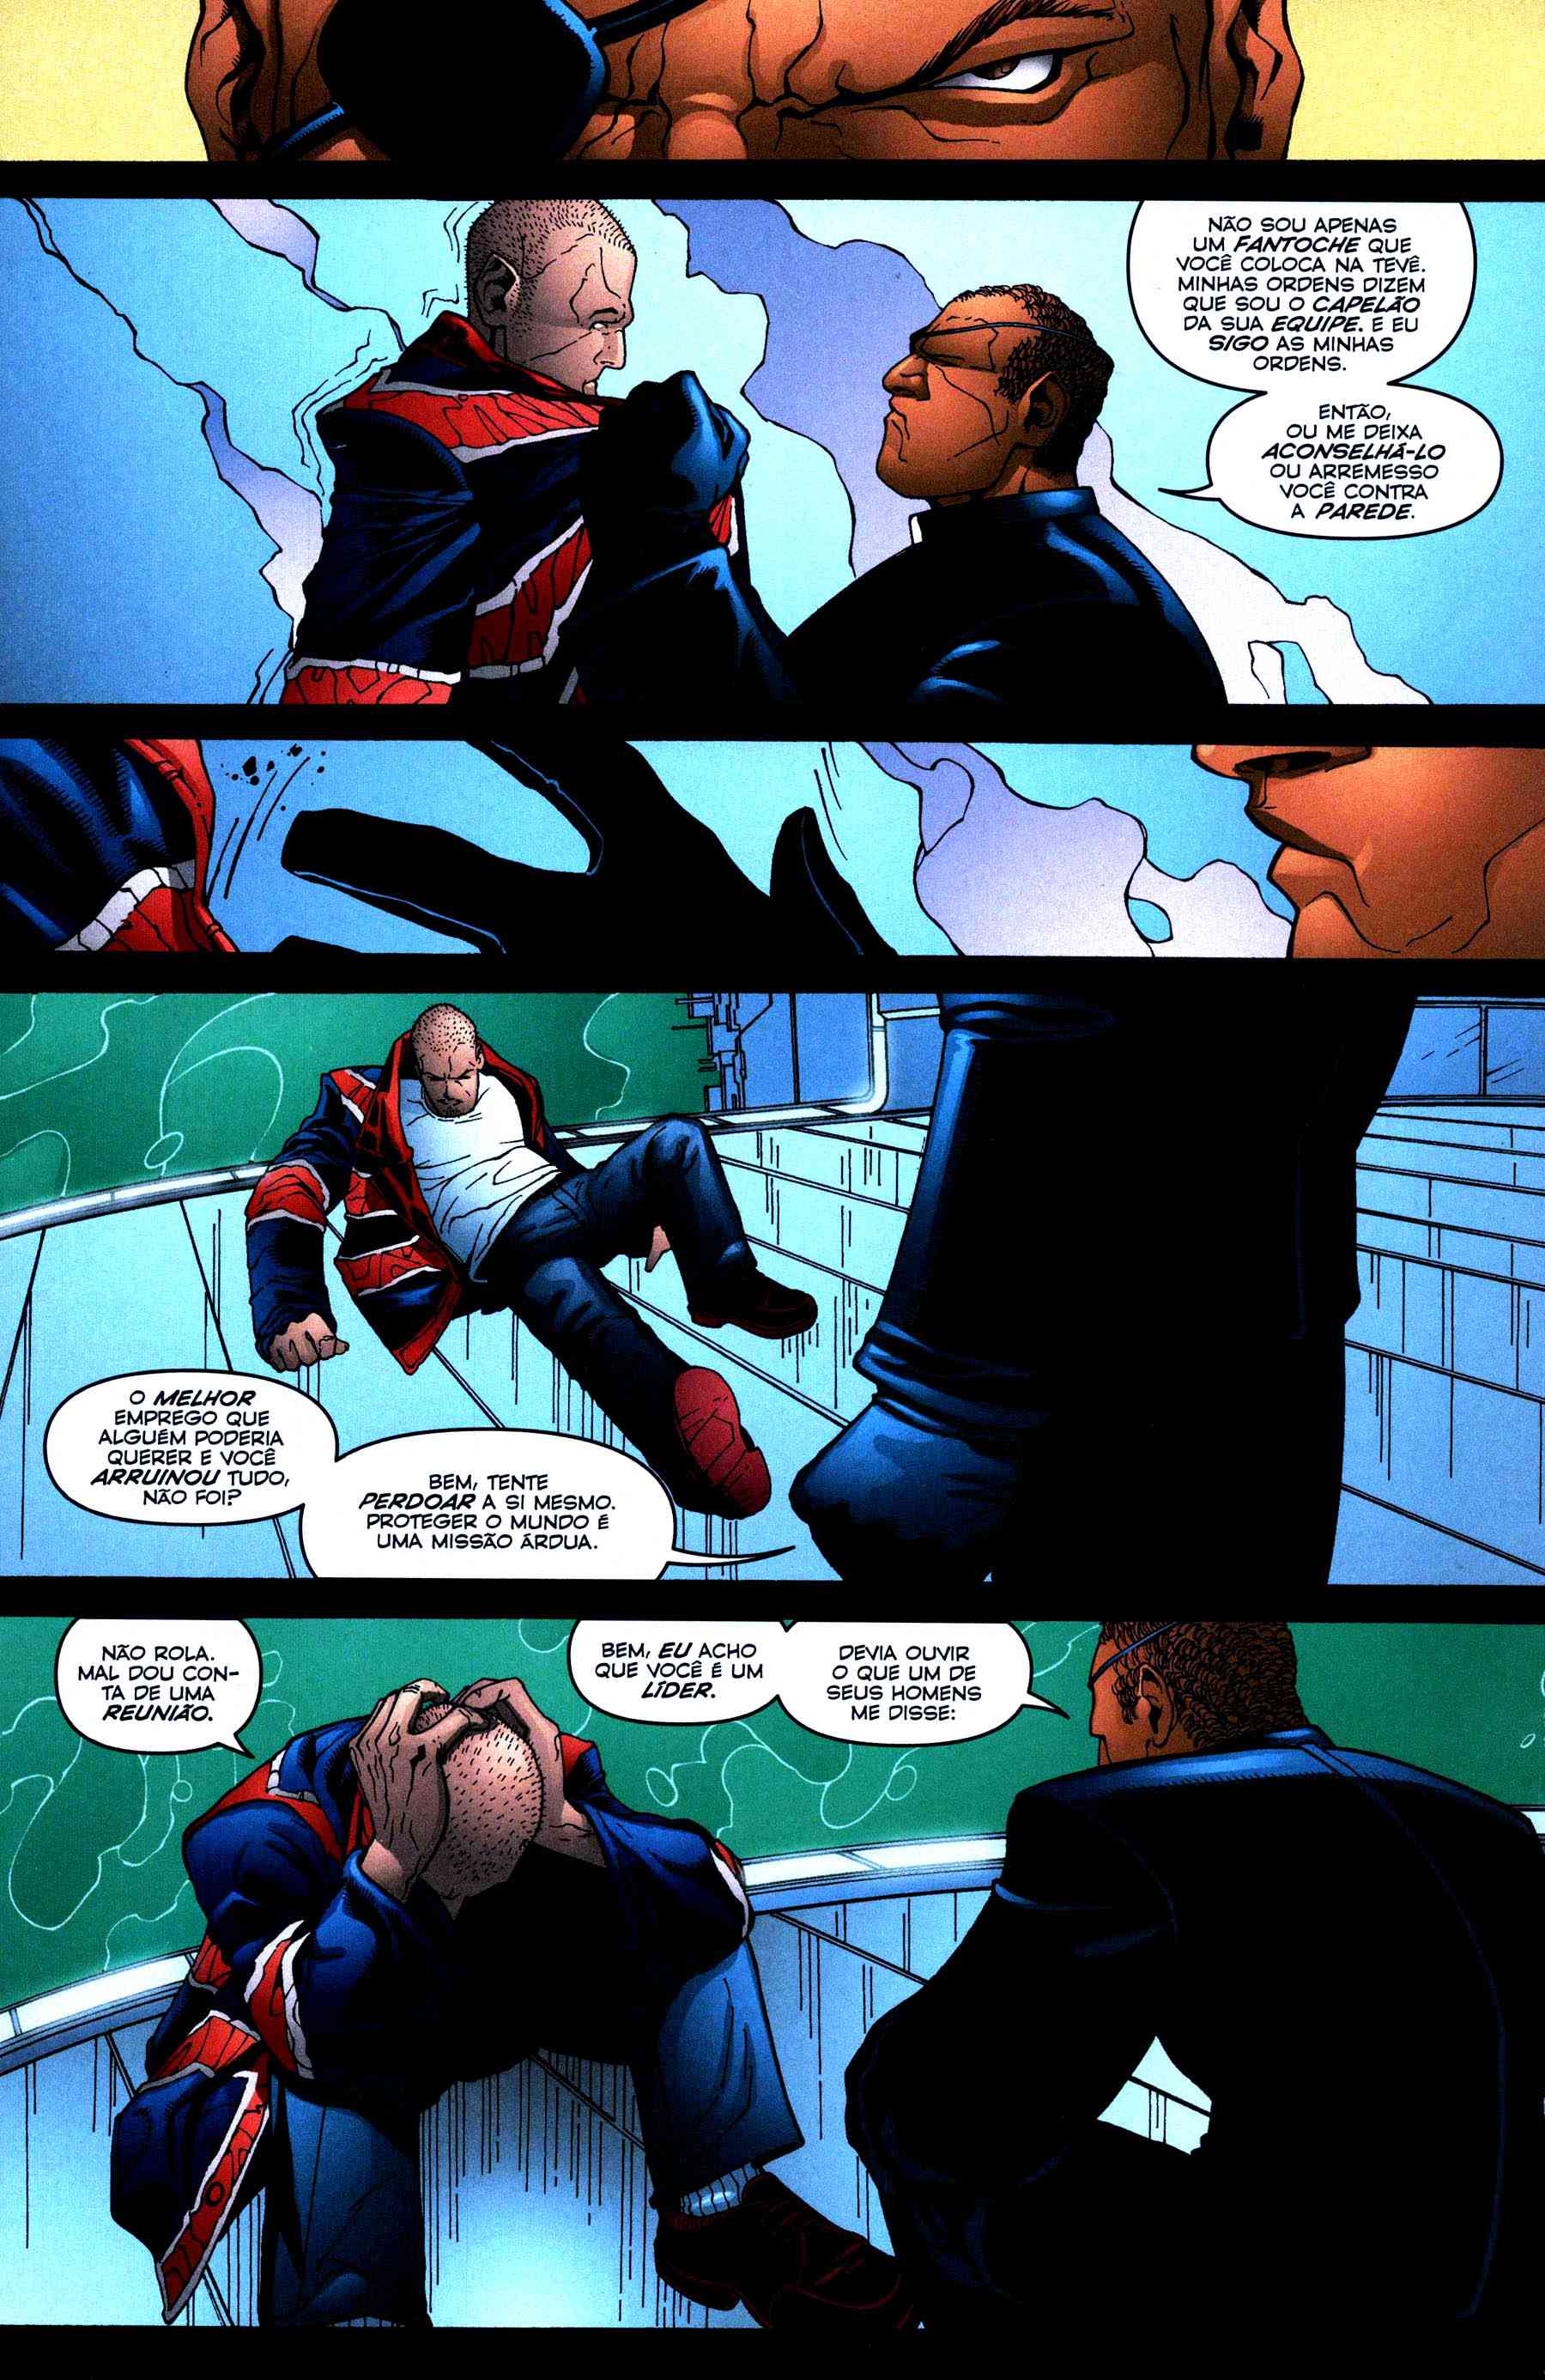 NÃO SOU APENAS
UM FANTOCHE QUE
VOCÊ COLOCA NA TEVÊ.
MINHAS ORDENS DIZEM
QUE SOU O CAPELÃO
DA SUA EQUIPE. E EU
SIGO AS MINHAS
ORDENS.
ENTÃO,
OU ME DEIXA
ACONSELHÁ-LO
OU ARREMESSO
VOCÊ CONTRA
A PAREDE.
O MELHOR
EMPREGO QUE
ALGUÉM PODERIA
QUERER E VOCÊ
ARRUINOU TUDO,
NÃO FOI?
BEM, TENTE
PERDOAR A SI MESMO.
PROTEGER O MUNDO É
UMA MISSÃO ÁRDUA.
NÃO ROLA.
MAL DOU CON-
TA DE UMA
REUNIÃO.
BEM, EU ACHO
QUE VOCÊ É UM
LÍDER.
DEVIA OUVIR
O QUE UM DE
SEUS HOMENS
ME DISSE: